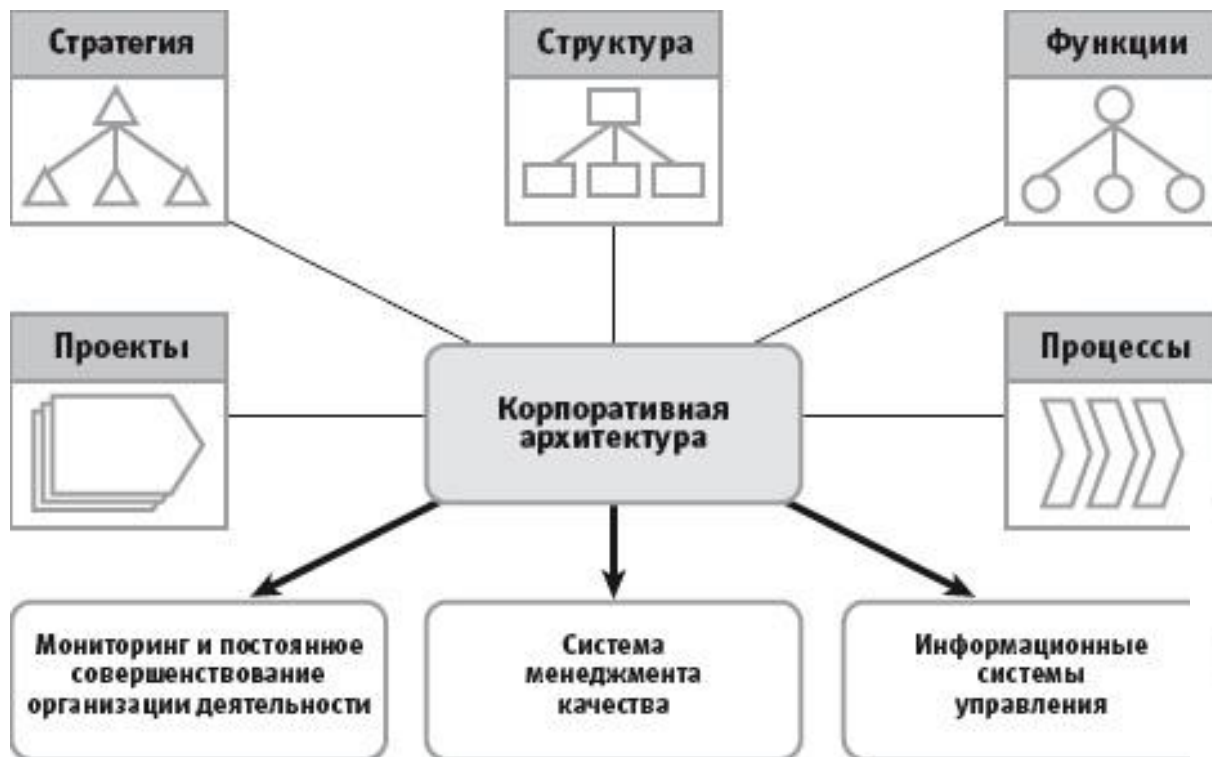 Стратегия
Структура
Функции
Проекты
Процессы
Корпоративная
архитектура
Мониторинг и постоянное
совершенствование
организации деятельности
Система
менеджмента
качества
Информационные
системы
управления